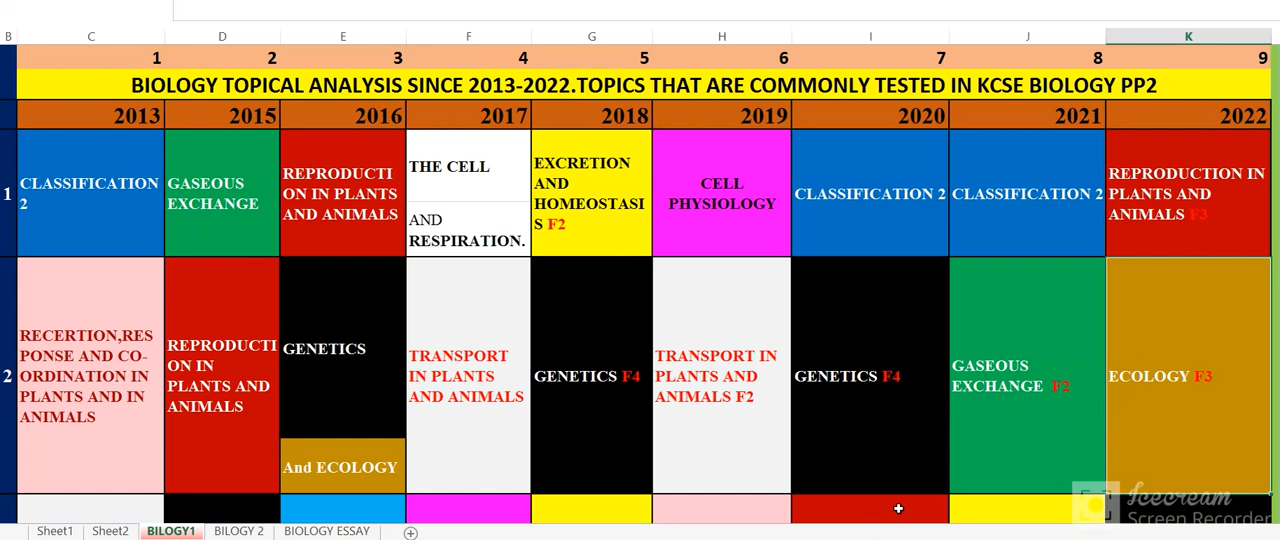 B C D E F G H I J K
1 2 3 4 5 6 7 8 9
BIOLOGY TOPICAL ANALYSIS SINCE 2013-2022.TOPICS THAT ARE COMMONLY TESTED IN KCSE BIOLOGY PP2
2013 2015 2016 2017 2018 2019 2020 2021 2022
1
CLASSIFICATION
2
GASEOUS
EXCHANGE
REPRODUCTI
ON IN PLANTS
AND ANIMALS
THE CELL
AND
RESPIRATION.
EXCRETION
AND
HOMEOSTASI
S F2
CELL
PHYSIOLOGY
CLASSIFICATION 2
CLASSIFICATION 2
REPRODUCTION IN
PLANTS AND
ANIMALS F3
2
RECERTION,RES
PONSE AND CO-
ORDINATION IN
PLANTS AND IN
ANIMALS
REPRODUCTI
ON IN
PLANTS AND
ANIMALS
GENETICS
And ECOLOGY
TRANSPORT
IN PLANTS
AND ANIMALS
GENETICS F4
TRANSPORT IN
PLANTS AND
ANIMALS F2
GENETICS F4
GASEOUS
EXCHANGE F2
ECOLOGY F3
Icecream
Screen Recorder
Sheet1 Sheet2 BILOGY1 BILOGY 2 BIOLOGY ESSAY